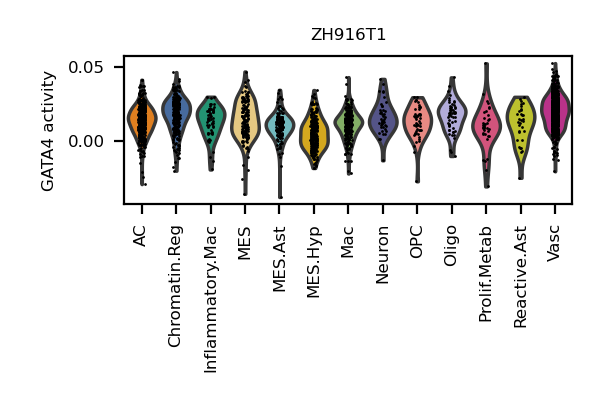 ZH916T1
GATA4 activity
0.05
0.00
AC
Chromatin.Reg
Inflammatory.Mac
MES
MES.Ast
MES.Hyp
Mac
Neuron
OPC
Oligo
Prolif.Metab
Reactive.Ast
Vasc